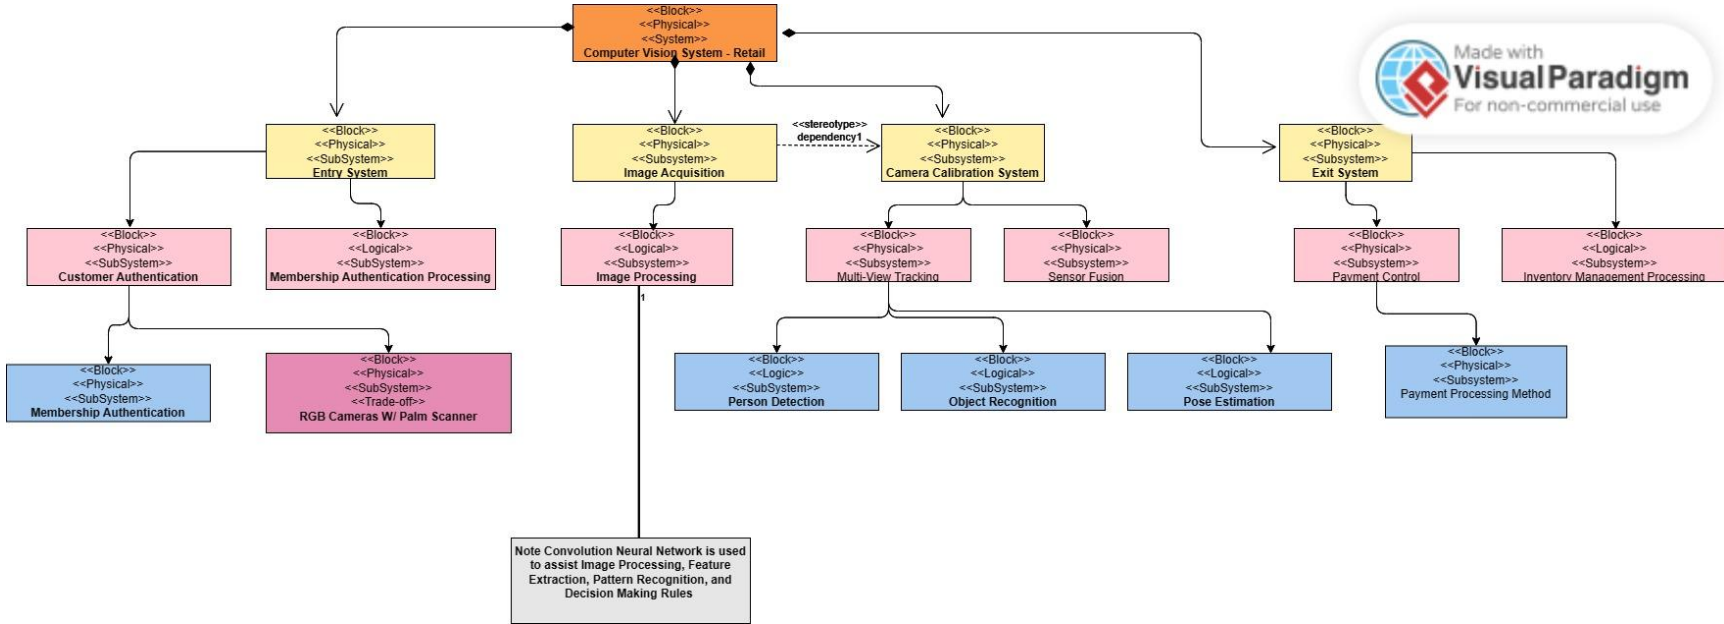 <<Block>>
<<Physical>>
<<System>>
Computer Vision System - Retail
Made with
Visual Paradigm
For non-commercial use
<<Block>>
<<Physical>>
<<SubSystem>>
Entry System
<<Block>>
<<Physical>>
<<Subsystem>>
Image Acquisition
<<stereotype>>
dependency1
<<Block>>
<<Physical>>
<<Subsystem>>
Camera Calibration System
<<Block>>
<<Physical>>
<<Subsystem>>
Exit System
<<Block>>
<<Physical>>
<<SubSystem>>
Customer Authentication
<<Block>>
<<Logical>>
<<SubSystem>>
Membership Authentication Processing
<<Block>>
<<Logical>>
<<Subsystem>>
Image Processing
1
<<Block>>
<<Physical>>
<<Subsystem>>
Multi-View Tracking
<<Block>>
<<Physical>>
<<Subsystem>>
Sensor Fusion
<<Block>>
<<Physical>>
<<Subsystem>>
Payment Control
<<Block>>
<<Logical>>
<<Subsystem>>
Inventory Management Processing
<<Block>>
<<Physical>>
<<SubSystem>>
Membership Authentication
<<Block>>
<<Physical>>
<<SubSystem>>
<<Trade-off>>
RGB Cameras W/ Palm Scanner
<<Block>>
<<Logic>>
<<SubSystem>>
Person Detection
<<Block>>
<<Logical>>
<<SubSystem>>
Object Recognition
<<Block>>
<<Logical>>
<<SubSystem>>
Pose Estimation
<<Block>>
<<Physical>>
<<Subsystem>>
Payment Processing Method
Note Convolution Neural Network is used
to assist Image Processing, Feature
Extraction, Pattern Recognition, and
Decision Making Rules